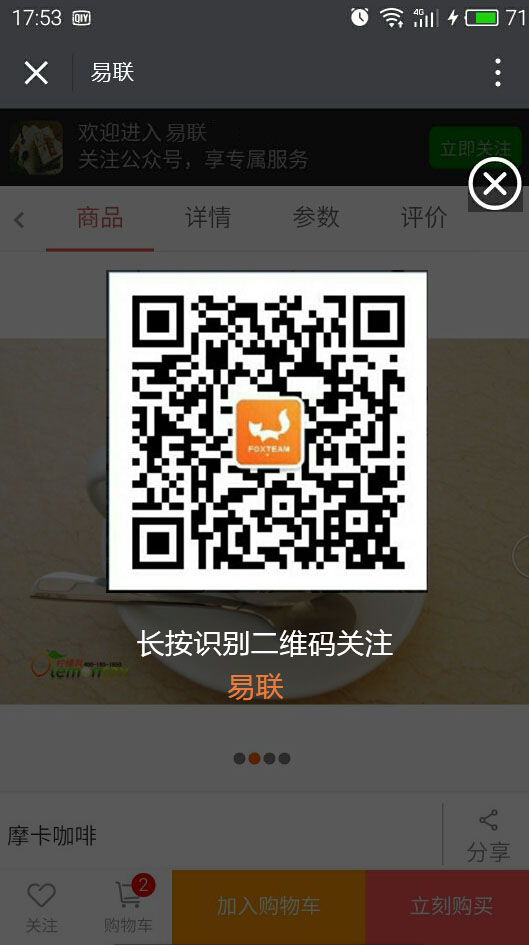 17:53
QIY
4G
71
易联
欢迎进入 易联
关注公众号，享专属服务
立即关注
商品
详情
参数
评价
FOXTEAM
长按识别二维码关注
易联
摩卡咖啡
分享
关注
购物车
2
加入购物车
立刻购买